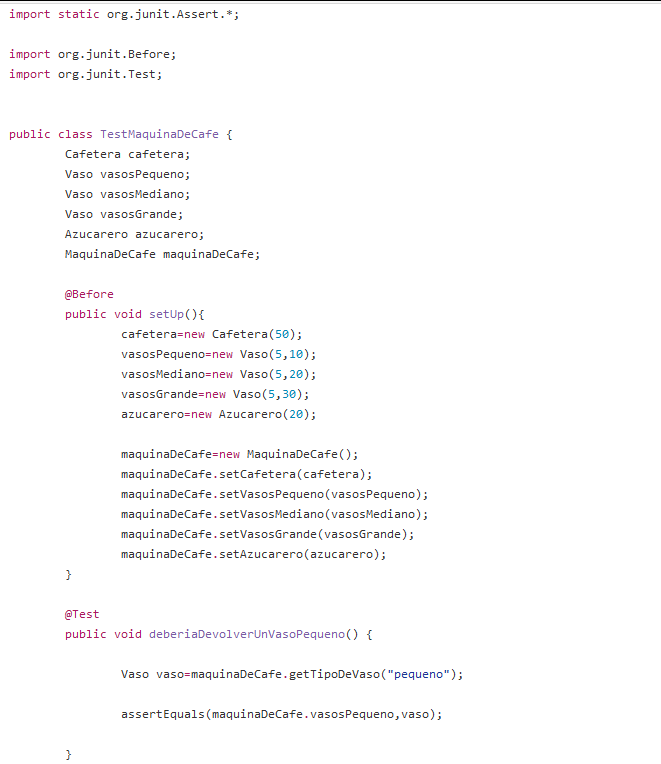 import static org.junit.Assert.*;
import org.junit.Before;
import org.junit.Test;
public class TestMaquinaDeCafe {
Cafetera cafetera;
Vaso vasosPequeno;
Vaso vasosMediano;
Vaso vasosGrande;
Azucarero azucarero;
MaquinaDeCafe maquinaDeCafe;
@Before
public void setUp(){
cafetera=new Cafetera(50);
vasosPequeno=new Vaso(5,10);
vasosMediano=new Vaso(5,20);
vasosGrande=new Vaso(5,30);
azucarero=new Azucarero(20);
maquinaDeCafe=new MaquinaDeCafe();
maquinaDeCafe.setCafetera(cafetera);
maquinaDeCafe.setVasosPequeno(vasosPequeno);
maquinaDeCafe.setVasosMediano(vasosMediano);
maquinaDeCafe.setVasosGrande(vasosGrande);
maquinaDeCafe.setAzucarero(azucarero);
}
@Test
public void deberiaDevolverUnVasoPequeno() {
Vaso vaso=maquinaDeCafe.getTipoDeVaso("pequeno");
assertEquals(maquinaDeCafe.vasosPequeno,vaso);
}